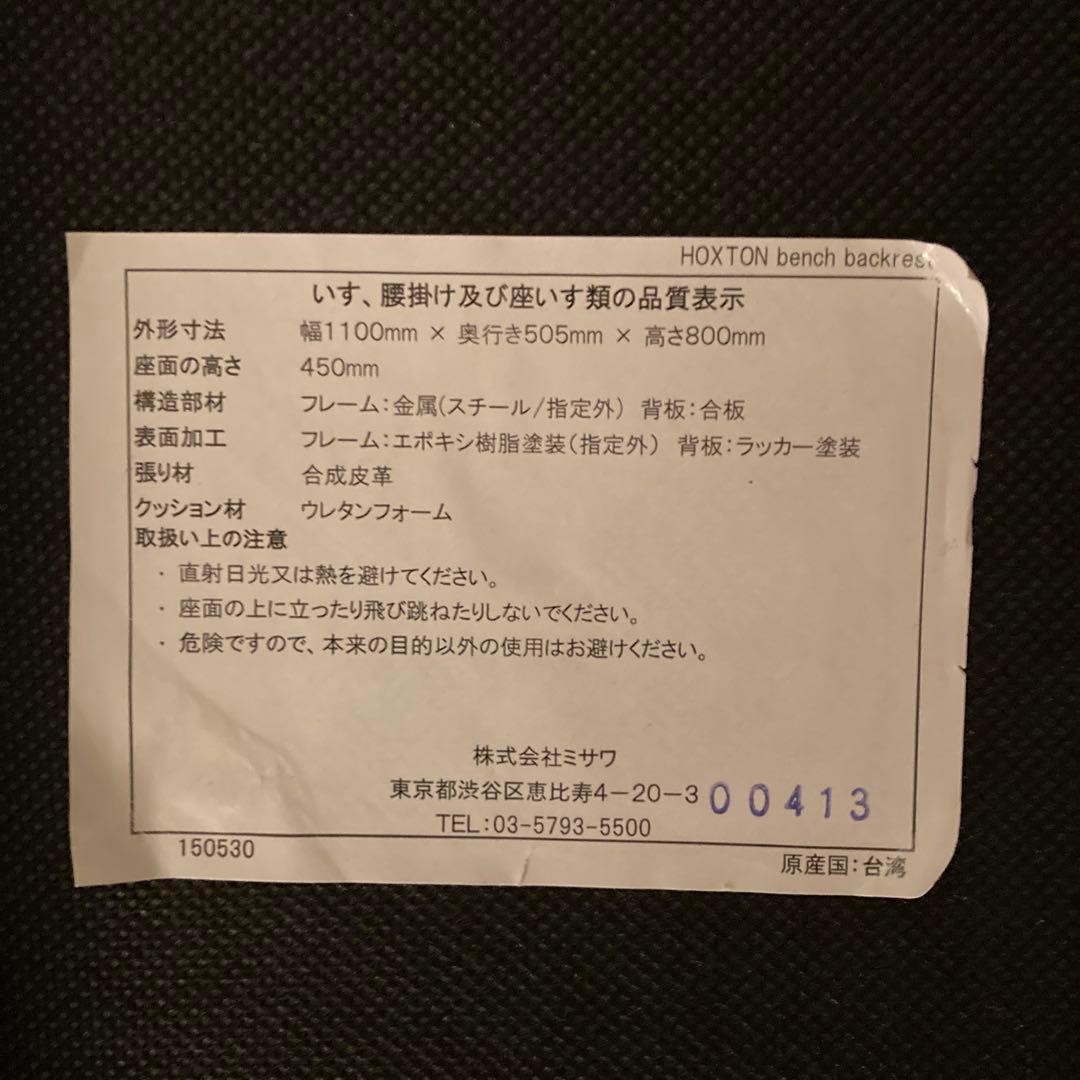 HOXTON bench backrest
いす、腰掛け及び座いす類の品質表示
外形寸法 幅1100mm × 奥行き505mm × 高さ800mm
座面の高さ 450mm
構造部材 フレーム:金属(スチール/指定外) 背板:合板
表面加工 フレーム:エポキシ樹脂塗装(指定外) 背板:ラッカー塗装
張り材 合成皮革
クッション材 ウレタンフォーム
取扱い上の注意
・ 直射日光又は熱を避けてください。
・ 座面の上に立ったり飛び跳ねたりしないでください。
・ 危険ですので、本来の目的以外の使用はお避けください。
株式会社ミサワ
東京都渋谷区恵比寿4-20-3 00413
TEL:03-5793-5500
150530 原産国:台湾